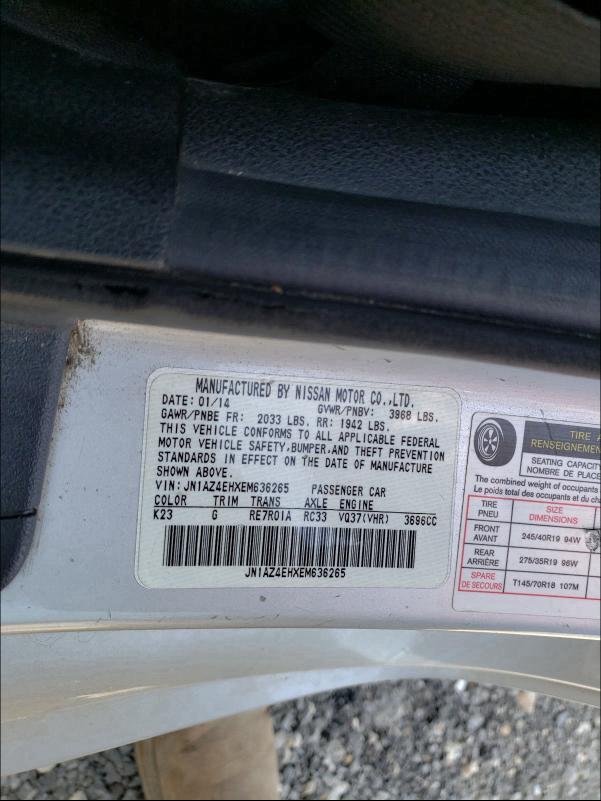 MANUFACTURED BY NISSAN MOTOR CO.,LTD.
DATE: 01/14 GVWR/PNBV: 3968 LBS.
GAWR/PNBE FR: 2033 LBS. RR: 1942 LBS.
THIS VEHICLE CONFORMS TO ALL APPLICABLE FEDERAL
MOTOR VEHICLE SAFETY,BUMPER,AND THEFT PREVENTION
STANDARDS IN EFFECT ON THE DATE OF MANUFACTURE
SHOWN ABOVE.
VIN: JN1AZ4EHXEM636265 PASSENGER CAR
COLOR TRIM TRANS AXLE ENGINE
K23 G RE7R01A RC33 VQ37(VHR) 3696CC
JN1AZ4EHXEM636265
TIRE
RENSEIGNEMEN
SEATING CAPACITY
NOMBRE DE PLACE
The combined weight of occupants
Le poids total des occupants et du
TIRE SIZE
PNEU DIMENSIONS
FRONT
AVANT 245/40R19 94W
REAR
ARRIÈRE 275/35R19 96W
SPARE
DE SECOURS T145/70R18 107M